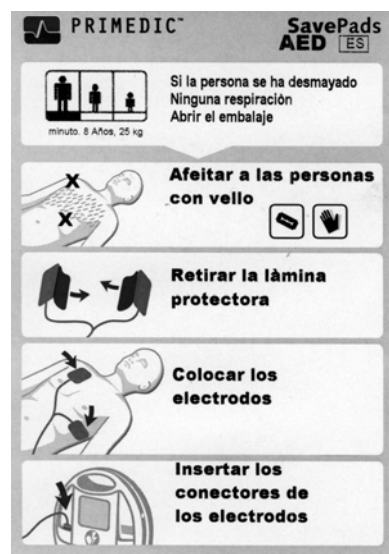 PRIMEDIC™
SavePads
AED ES
Si la persona se ha desmayado
Ninguna respiraciòn
Abrir el embalaje
minuto. 8 Años, 25 kg
Afeitar a las personas
con vello
Retirar la làmina
protectora
Colocar los
electrodos
Insertar los
conectores de
los electrodos